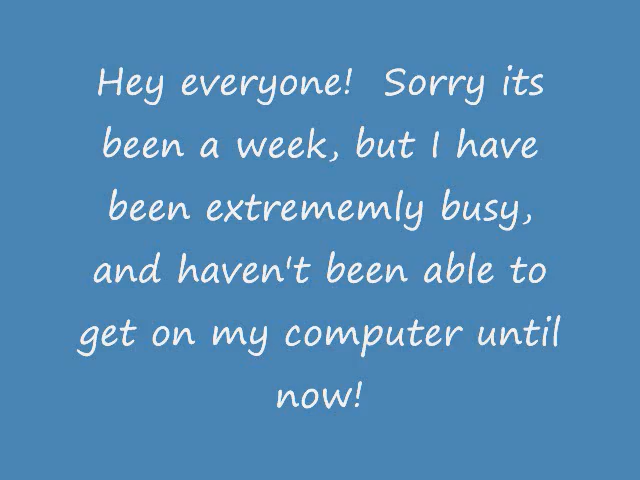 Hey everyone!  Sorry its
been a week, but I have
been extrememly busy,
and haven't been able to
get on my computer until
now!